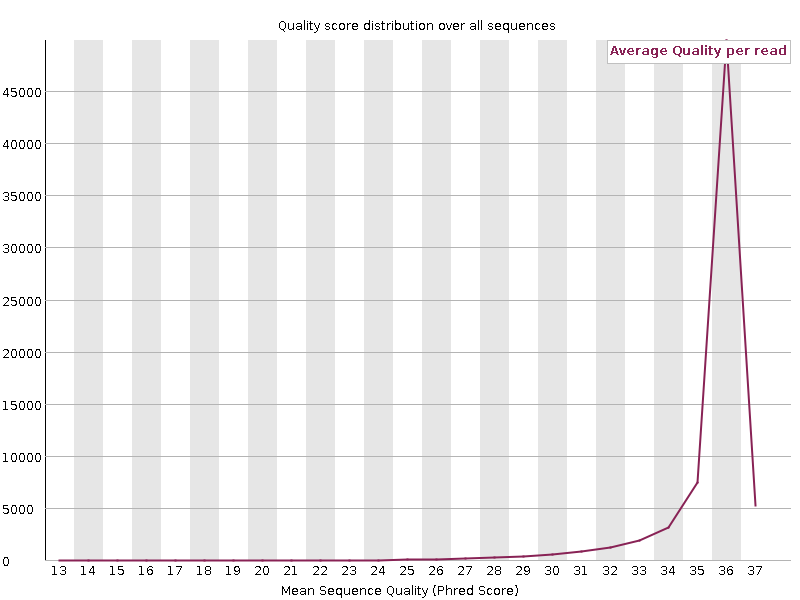 Quality score distribution over all sequences
Average Quality per read
45000
40000
35000
30000
25000
20000
15000
10000
5000
0
13 14 15 16 17 18 19 20 21 22 23 24 25 26 27 28 29 30 31 32 33 34 35 36 37
Mean Sequence Quality (Phred Score)